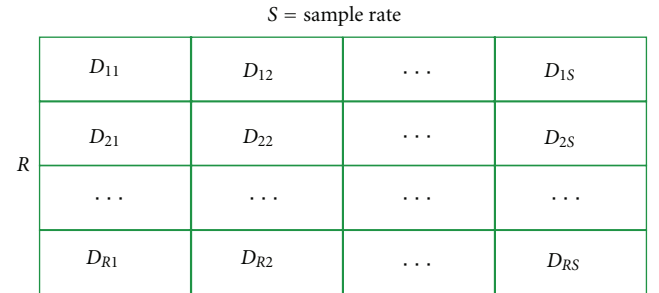 S = sample rate
D11 D12 ... D1S
D21 D22 ... D2S
R
... ... ... ...
DR1 DR2 ... DRS